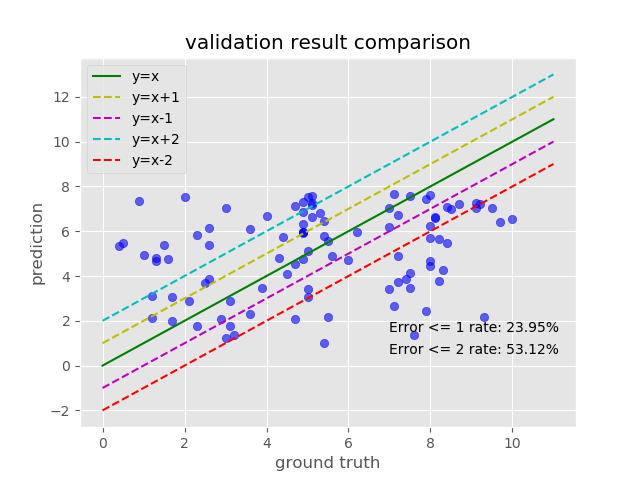 validation result comparison
y=x
y=x+1
y=x-1
y=x+2
y=x-2
12
10
8
6
4
2
0
−2
prediction
Error <= 1 rate: 23.95%
Error <= 2 rate: 53.12%
0 2 4 6 8 10
ground truth